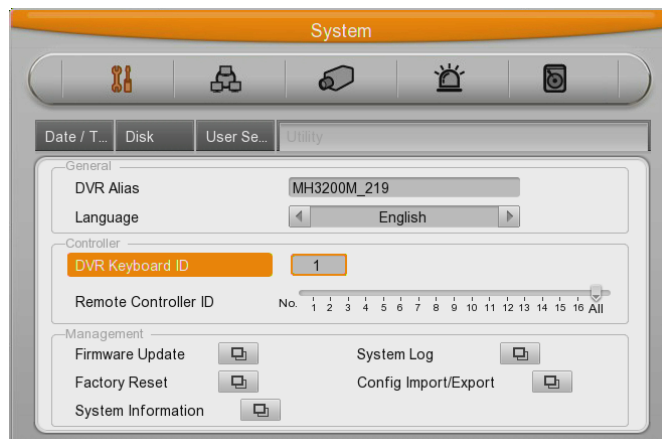 System
Date / T... Disk User Se... Utility
General
DVR Alias MH3200M_219
Language English
Controller
DVR Keyboard ID 1
Remote Controller ID No. 1 2 3 4 5 6 7 8 9 10 11 12 13 14 15 16 All
Management
Firmware Update System Log
Factory Reset Config Import/Export
System Information